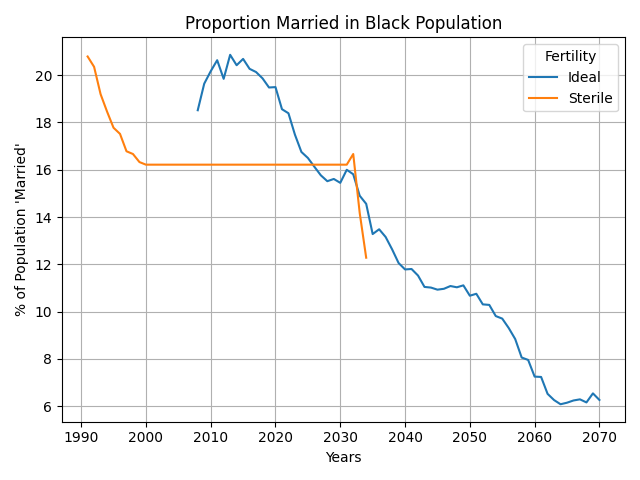 Proportion Married in Black Population
Fertility
Ideal
Sterile
% of Population 'Married'
20
18
16
14
12
10
8
6
1990 2000 2010 2020 2030 2040 2050 2060 2070
Years